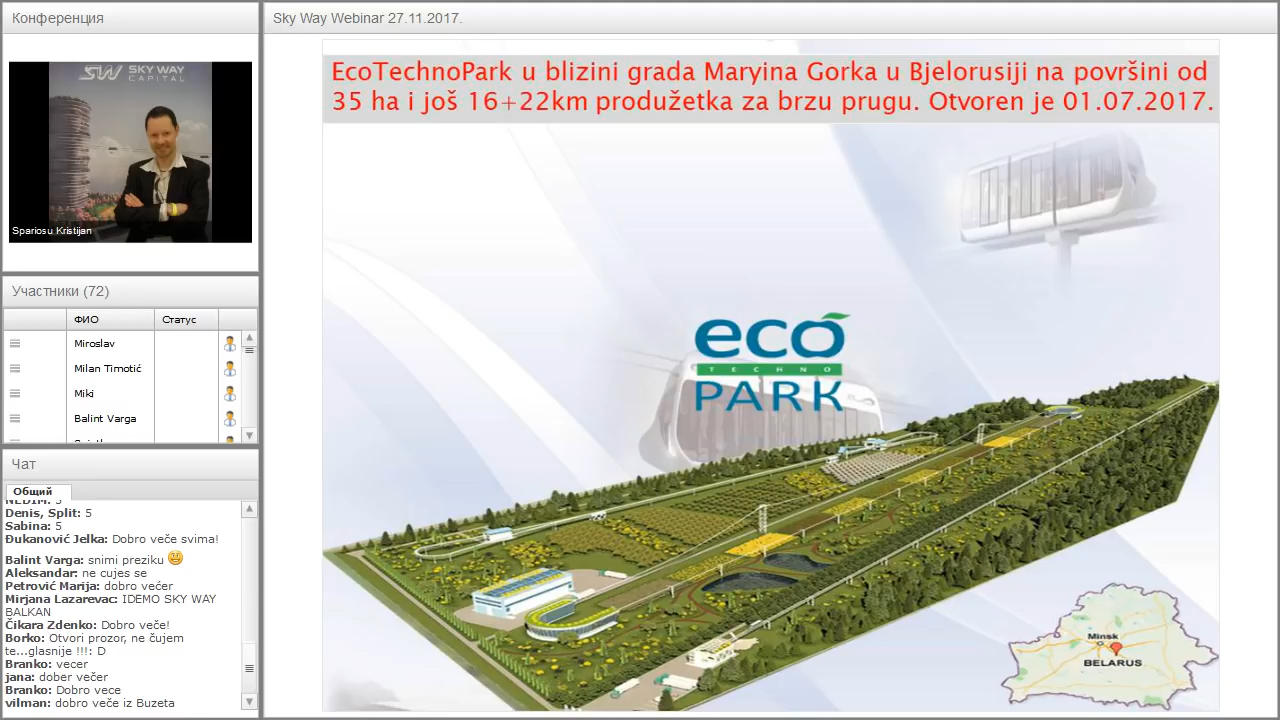 Конференция
Sky Way Webinar 27.11.2017.
SW SKY WAY
CAPITAL
Spariosu Kristijan
Участники (72)
ФИО Статус
Miroslav
Milan Timotić
Miki
Balint Varga
Чат
Общий
NEDIM: 5
Denis, Split: 5
Sabina: 5
Đukanović Jelka: Dobro veče svima!
Balint Varga: snimi preziku
Aleksandar: ne cujes se
Petrović Marija: dobro večer
Mirjana Lazarevac: IDEMO SKY WAY
BALKAN
Čikara Zdenko: Dobro veče!
Borko: Otvori prozor, ne čujem
te...glasnije !!!: D
Branko: vecer
jana: dober večer
Branko: Dobro vece
vilman: dobro veče iz Buzeta
EcoTechnoPark u blizini grada Maryina Gorka u Bjelorusiji na površini od
35 ha i još 16+22km produžetka za brzu prugu. Otvoren je 01.07.2017.
eco
TECHNO
PARK
Minsk
BELARUS